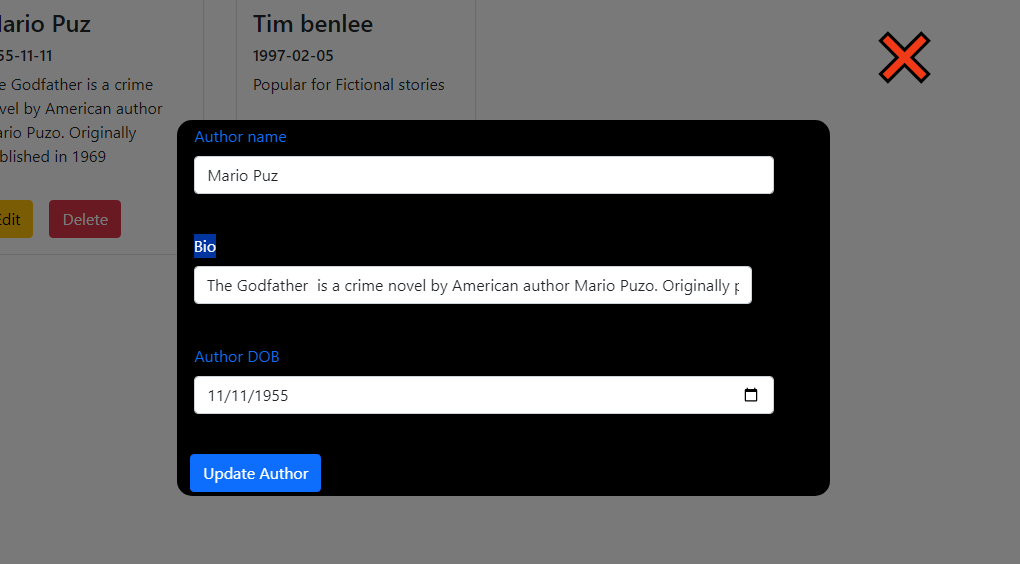 ario Puz
55-11-11
e Godfather is a crime
vel by American author
ario Puzo. Originally
blished in 1969
Edit
Delete
Tim benlee
1997-02-05
Popular for Fictional stories
Author name
Mario Puz
Bio
The Godfather  is a crime novel by American author Mario Puzo. Originally p
Author DOB
11/11/1955
Update Author